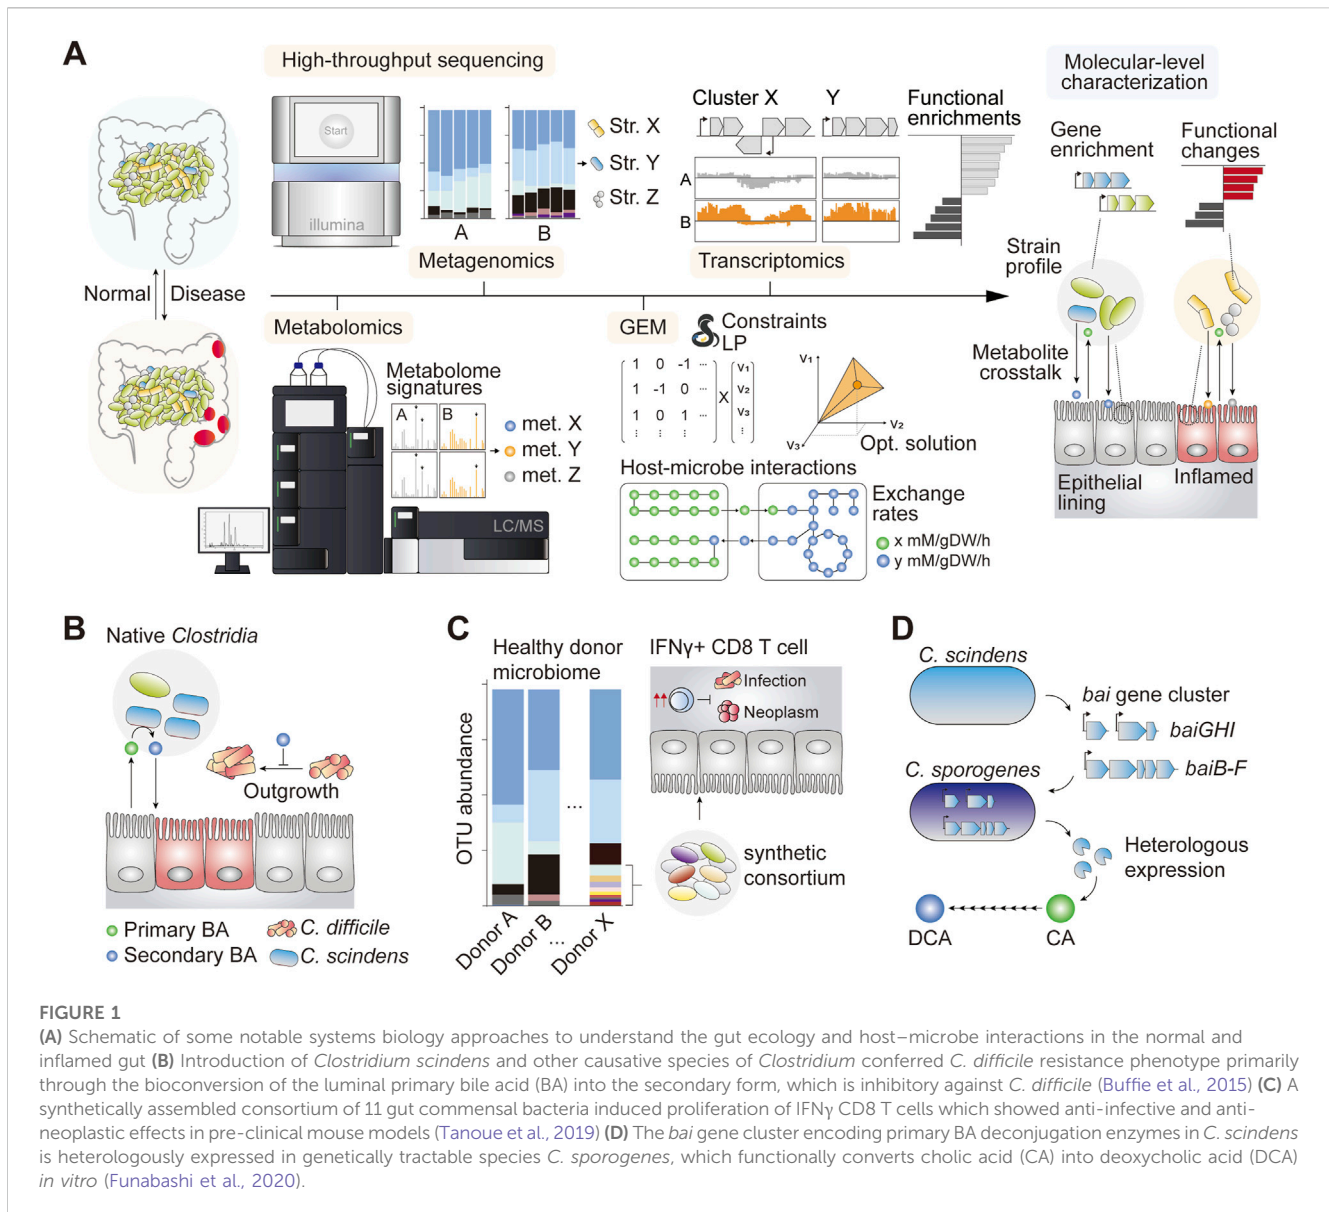 A
High-throughput sequencing
Start
illumina
A
B
Str. X
Str. Y
Str. Z
Metagenomics
Cluster X
Y
A
B
Functional
enrichments
Transcriptomics
Molecular-level
characterization
Gene
enrichment
Functional
changes
Strain
profile
Metabolite
crosstalk
Epithelial
lining
Inflamed
Normal
Disease
Metabolomics
Metabolome
signatures
A
B
met. X
met. Y
met. Z
LC/MS
GEM
Constraints
LP
1 0 -1 ...
1 -1 0 ...
1 0 1 ...
⋮ ⋮ ⋮
X
V₁
V₂
V₃
⋮
V₁
V₂
V₃
Opt. solution
Host-microbe interactions
Exchange
rates
x mM/gDW/h
y mM/gDW/h
B
Native Clostridia
Outgrowth
Primary BA
Secondary BA
C. difficile
C. scindens
C
Healthy donor
microbiome
OTU abundance
...
Donor A
Donor B
...
Donor X
IFNγ+ CD8 T cell
Infection
Neoplasm
synthetic
consortium
D
C. scindens
bai gene cluster
baiGHI
baiB-F
C. sporogenes
Heterologous
expression
DCA
CA
FIGURE 1
(A) Schematic of some notable systems biology approaches to understand the gut ecology and host–microbe interactions in the normal and
inflamed gut (B) Introduction of Clostridium scindens and other causative species of Clostridium conferred C. difficile resistance phenotype primarily
through the bioconversion of the luminal primary bile acid (BA) into the secondary form, which is inhibitory against C. difficile (Buffie et al., 2015) (C) A
synthetically assembled consortium of 11 gut commensal bacteria induced proliferation of IFNγ CD8 T cells which showed anti-infective and anti-
neoplastic effects in pre-clinical mouse models (Tanoue et al., 2019) (D) The bai gene cluster encoding primary BA deconjugation enzymes in C. scindens
is heterologously expressed in genetically tractable species C. sporogenes, which functionally converts cholic acid (CA) into deoxycholic acid (DCA)
in vitro (Funabashi et al., 2020).